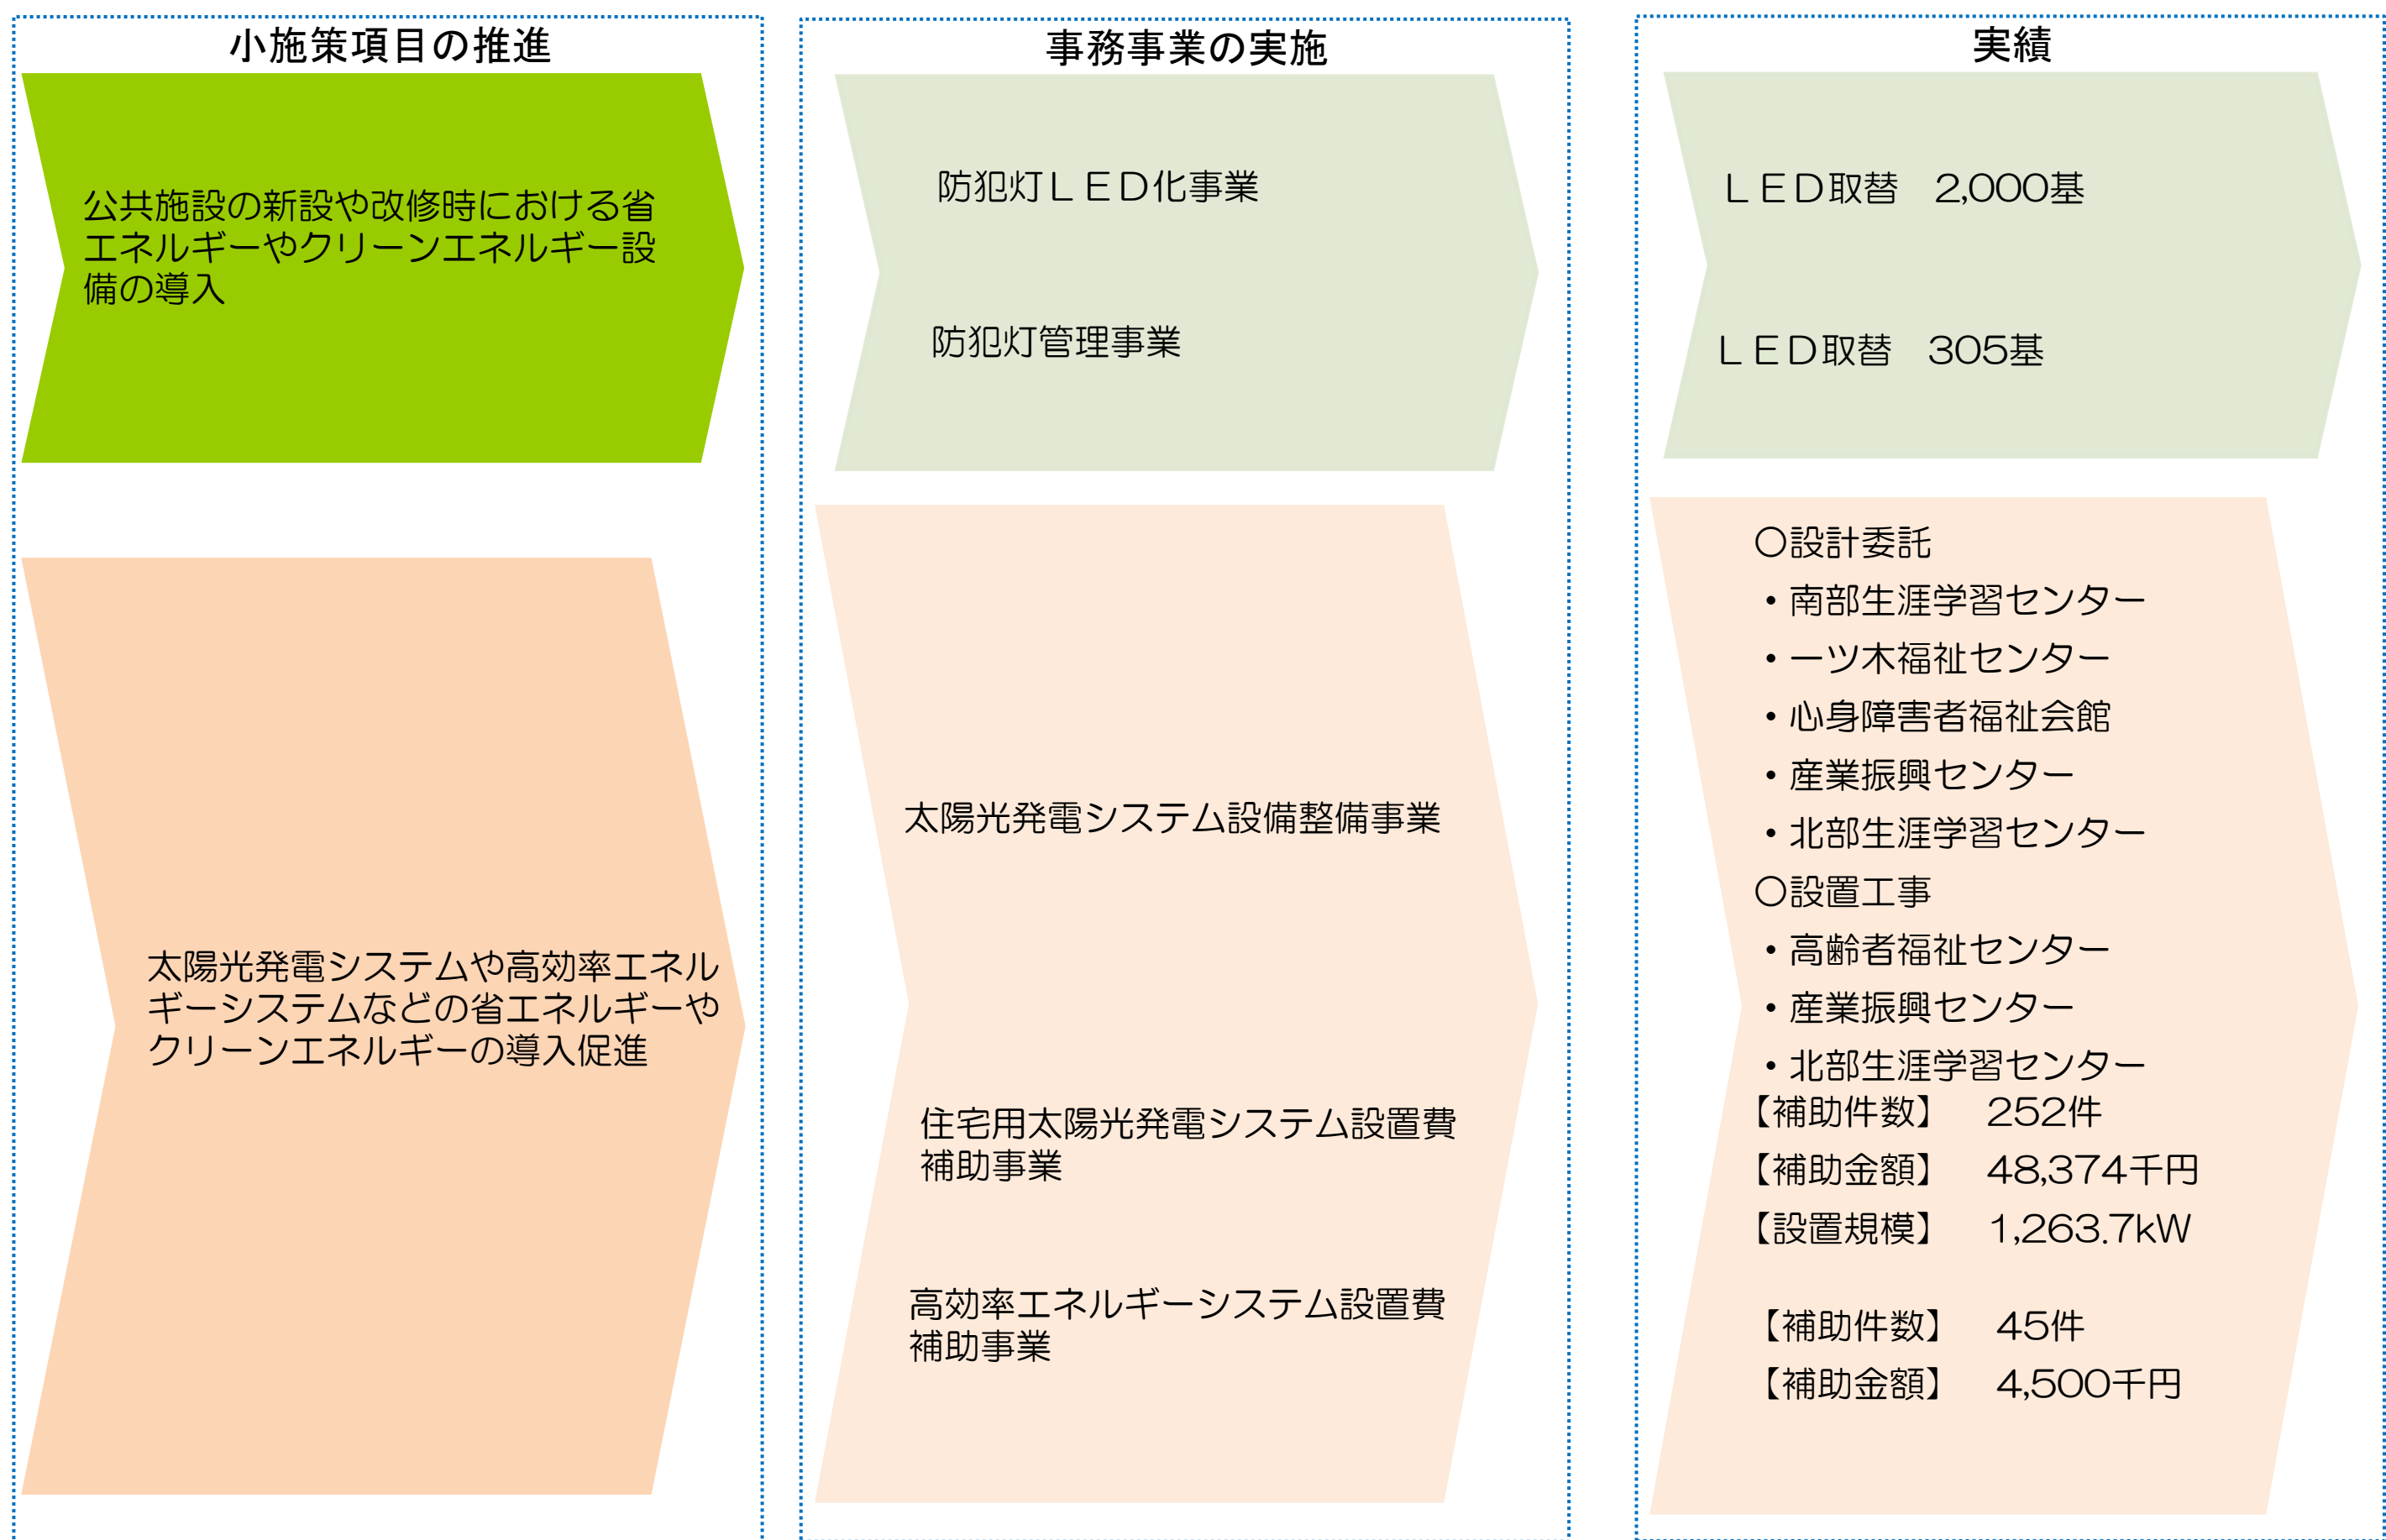 小施策項目の推進
公共施設の新設や改修時における省
エネルギーやクリーンエネルギー設
備の導入
太陽光発電システムや高効率エネル
ギーシステムなどの省エネルギーや
クリーンエネルギーの導入促進
事務事業の実施
防犯灯ＬＥＤ化事業
防犯灯管理事業
太陽光発電システム設備整備事業
住宅用太陽光発電システム設置費
補助事業
高効率エネルギーシステム設置費
補助事業
実績
ＬＥＤ取替　2,000基
ＬＥＤ取替　305基
〇設計委託
・南部生涯学習センター
・一ツ木福祉センター
・心身障害者福祉会館
・産業振興センター
・北部生涯学習センター
〇設置工事
・高齢者福祉センター
・産業振興センター
・北部生涯学習センター
【補助件数】　252件
【補助金額】　48,374千円
【設置規模】　1,263.7kW
【補助件数】　45件
【補助金額】　4,500千円